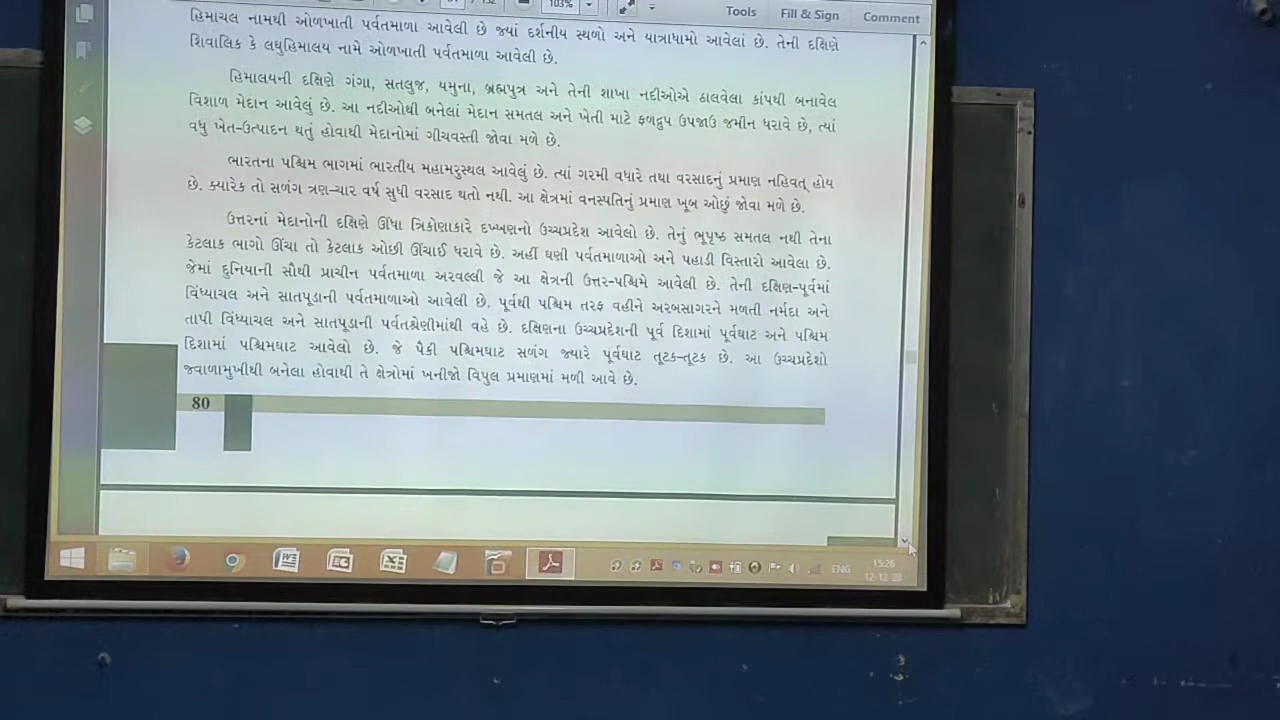 103%
Tools Fill & Sign Comment
હિમાચલ નામથી ઓળખાતી પર્વતમાળા આવેલી છે જ્યાં દર્શનીય સ્થળો અને યાત્રાધામો આવેલાં છે. તેની દક્ષિણે
શિવાલિક કે લઘુહિમાલય નામે ઓળખાતી પર્વતમાળા આવેલી છે.
હિમાલયની દક્ષિણે ગંગા, સતલુજ, યમુના, બ્રહ્મપુત્ર અને તેની શાખા નદીઓએ ઠાલવેલા કાંપથી બનાવેલ
વિશાળ મેદાન આવેલું છે. આ નદીઓથી બનેલાં મેદાન સમતલ અને ખેતી માટે ફળદ્રુપ ઉપજાઉ જમીન ધરાવે છે, ત્યાં
વધુ ખેત-ઉત્પાદન થતું હોવાથી મેદાનોમાં ગીચવસ્તી જોવા મળે છે.
ભારતના પશ્ચિમ ભાગમાં ભારતીય મહામરુસ્થલ આવેલું છે. ત્યાં ગરમી વધારે તથા વરસાદનું પ્રમાણ નહિવત્ હોય
છે. ક્યારેક તો સળંગ ત્રણ-ચાર વર્ષ સુધી વરસાદ થતો નથી. આ ક્ષેત્રમાં વનસ્પતિનું પ્રમાણ ખૂબ ઓછું જોવા મળે છે.
ઉત્તરનાં મેદાનોની દક્ષિણે ઊંધા ત્રિકોણાકારે દખ્ખણનો ઉચ્ચપ્રદેશ આવેલો છે. તેનું ભૂપૃષ્ઠ સમતલ નથી તેના
કેટલાક ભાગો ઊંચા તો કેટલાક ઓછી ઊંચાઈ ધરાવે છે. અહીં ઘણી પર્વતમાળાઓ અને પહાડી વિસ્તારો આવેલા છે.
જેમાં દુનિયાની સૌથી પ્રાચીન પર્વતમાળા અરવલ્લી જે આ ક્ષેત્રની ઉત્તર-પશ્ચિમે આવેલી છે. તેની દક્ષિણ-પૂર્વમાં
વિંધ્યાચલ અને સાતપૂડાની પર્વતમાળાઓ આવેલી છે. પૂર્વથી પશ્ચિમ તરફ વહીને અરબસાગરને મળતી નર્મદા અને
તાપી વિંધ્યાચલ અને સાતપૂડાની પર્વતશ્રેણીમાંથી વહે છે. દક્ષિણના ઉચ્ચપ્રદેશની પૂર્વ દિશામાં પૂર્વઘાટ અને પશ્ચિમ
દિશામાં પશ્ચિમઘાટ આવેલો છે. જે પૈકી પશ્ચિમઘાટ સળંગ જ્યારે પૂર્વઘાટ તૂટક-તૂટક છે. આ ઉચ્ચપ્રદેશો
જ્વાળામુખીથી બનેલા હોવાથી તે ક્ષેત્રોમાં ખનીજો વિપુલ પ્રમાણમાં મળી આવે છે.
80
ENG 15:26
12-12-20